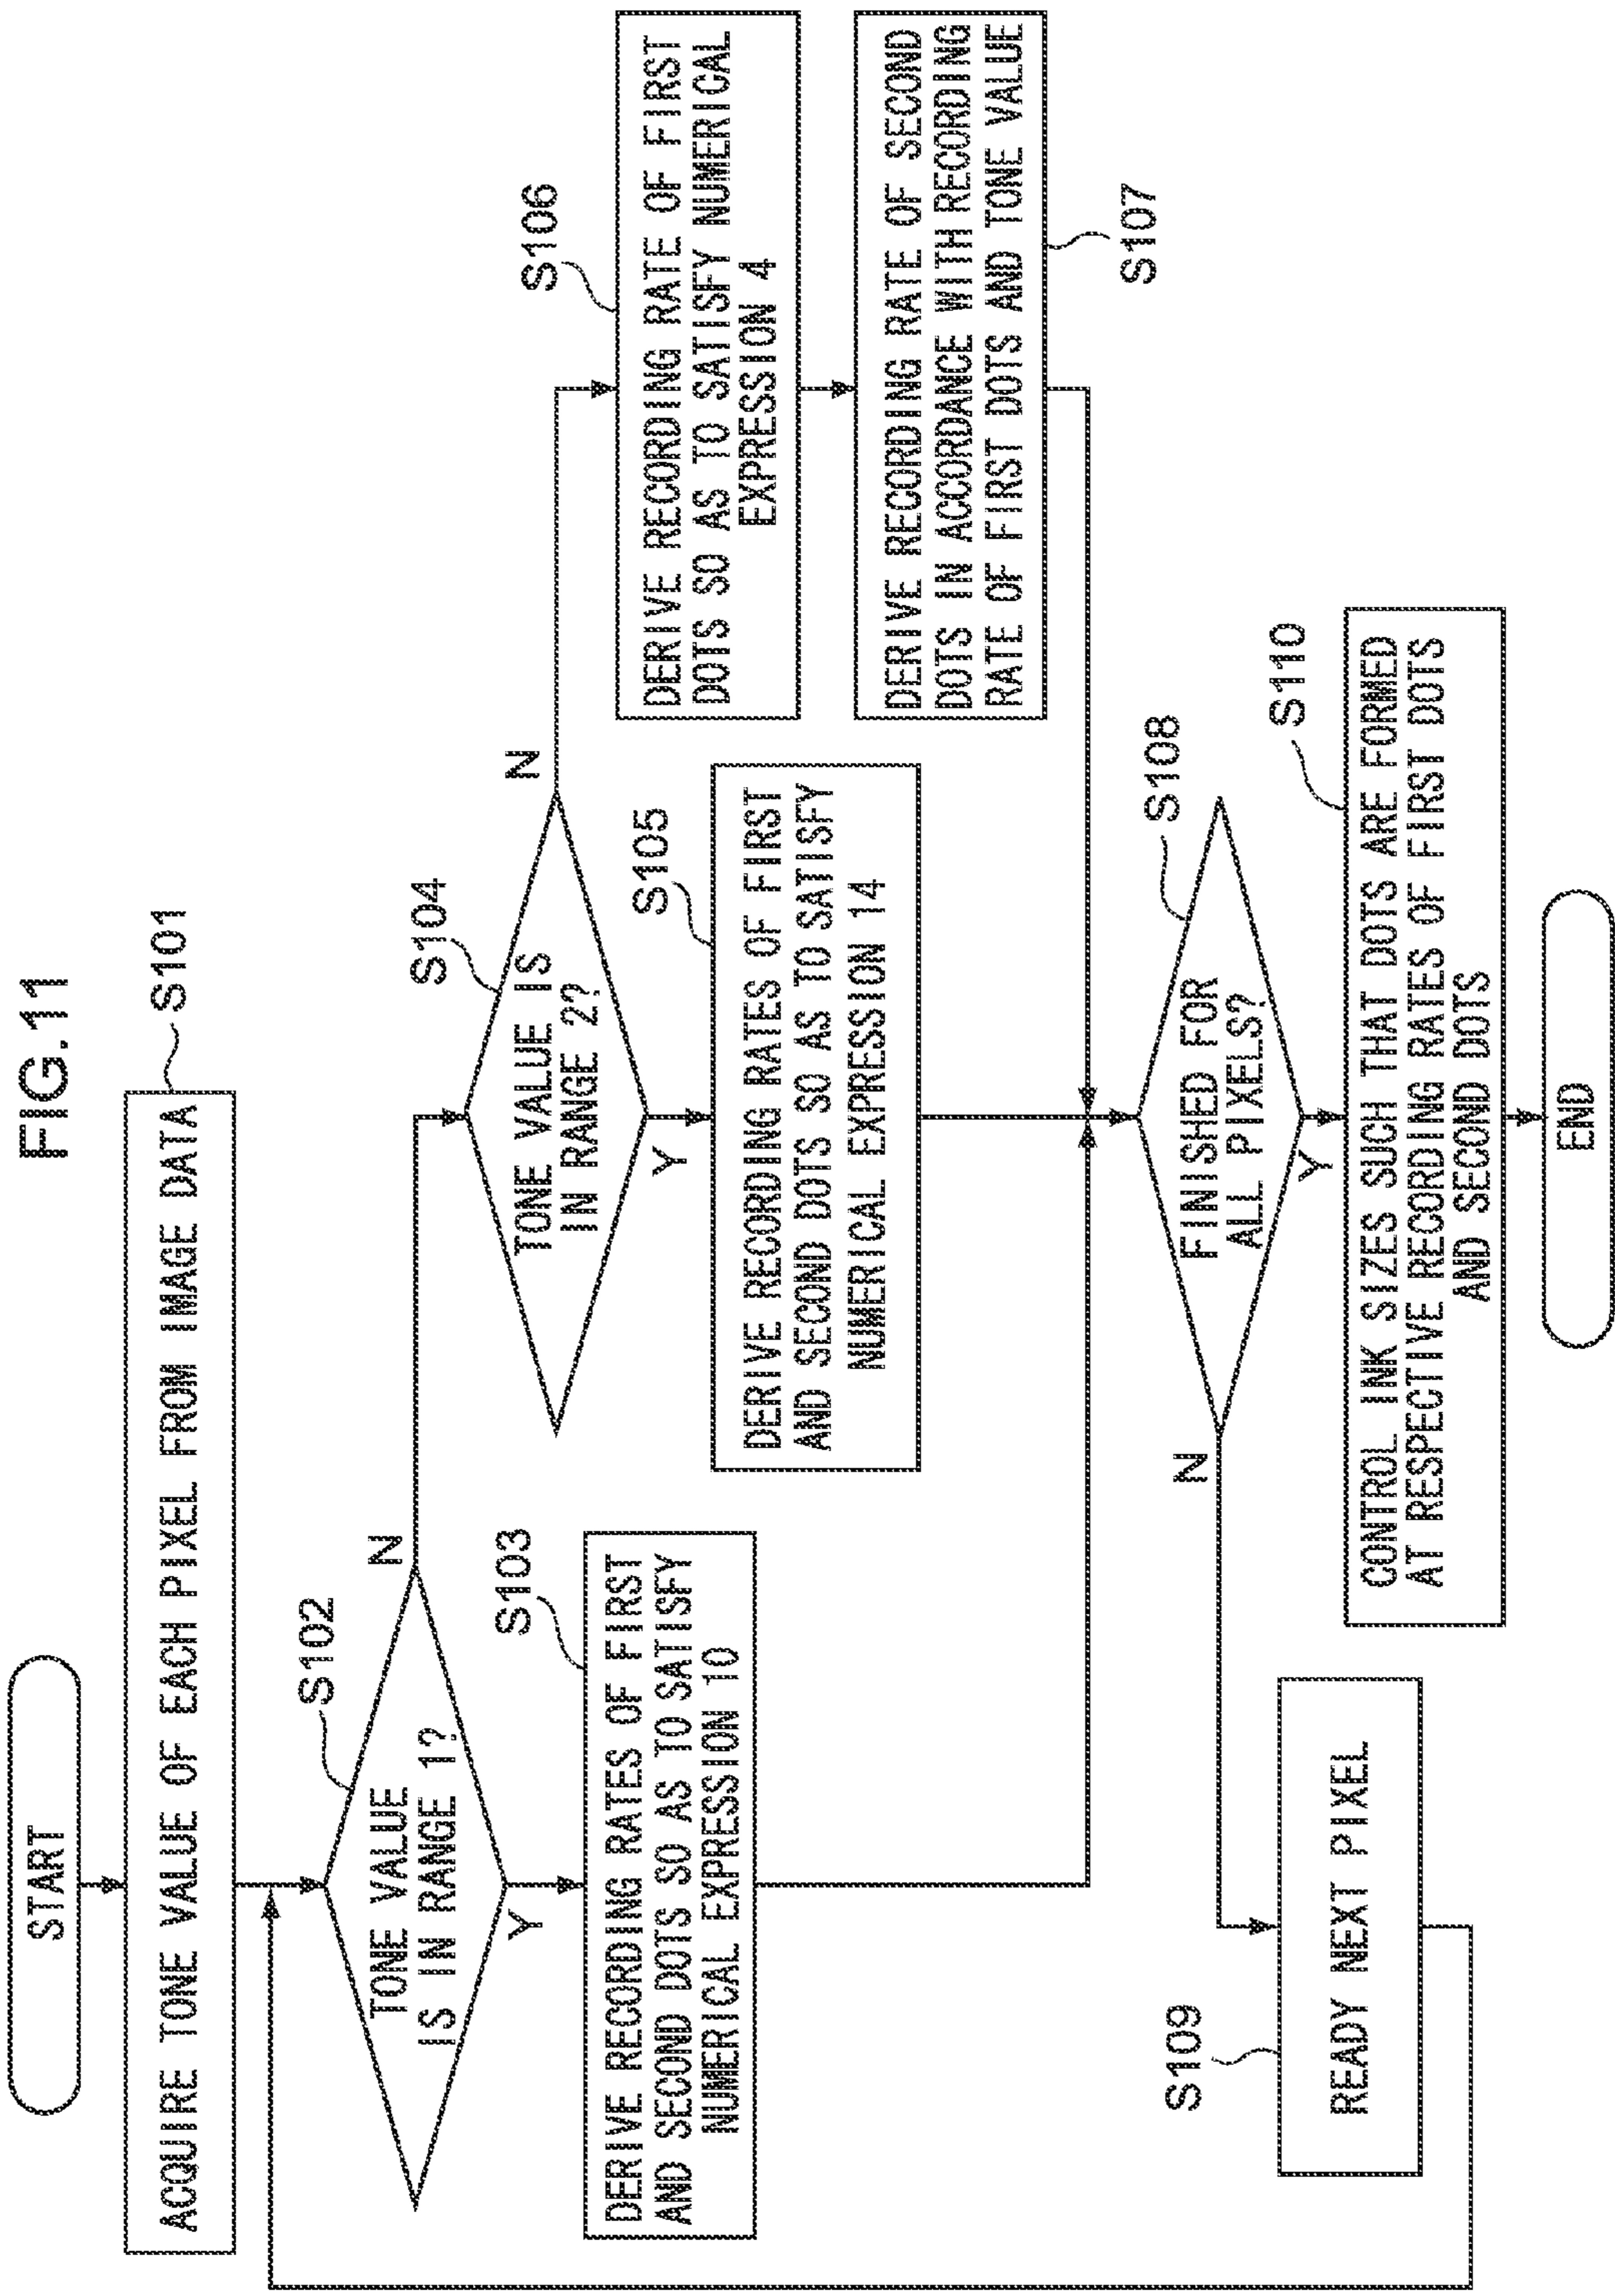 FIG.11
START
ACQUIRE TONE VALUE OF EACH PIXEL FROM IMAGE DATA
S101
TONE VALUE
IS IN RANGE 1?
S102
N
Y
DERIVE RECORDING RATES OF FIRST
AND SECOND DOTS SO AS TO SATISFY
NUMERICAL EXPRESSION 10
S103
TONE VALUE IS
IN RANGE 2?
S104
N
Y
DERIVE RECORDING RATES OF FIRST
AND SECOND DOTS SO AS TO SATISFY
NUMERICAL EXPRESSION 14
S105
DERIVE RECORDING RATE OF FIRST
DOTS SO AS TO SATISFY NUMERICAL
EXPRESSION 4
S106
DERIVE RECORDING RATE OF SECOND
DOTS IN ACCORDANCE WITH RECORDING
RATE OF FIRST DOTS AND TONE VALUE
S107
FINISHED FOR
ALL PIXELS?
S108
N
Y
READY NEXT PIXEL
S109
CONTROL INK SIZES SUCH THAT DOTS ARE FORMED
AT RESPECTIVE RECORDING RATES OF FIRST DOTS
AND SECOND DOTS
S110
END